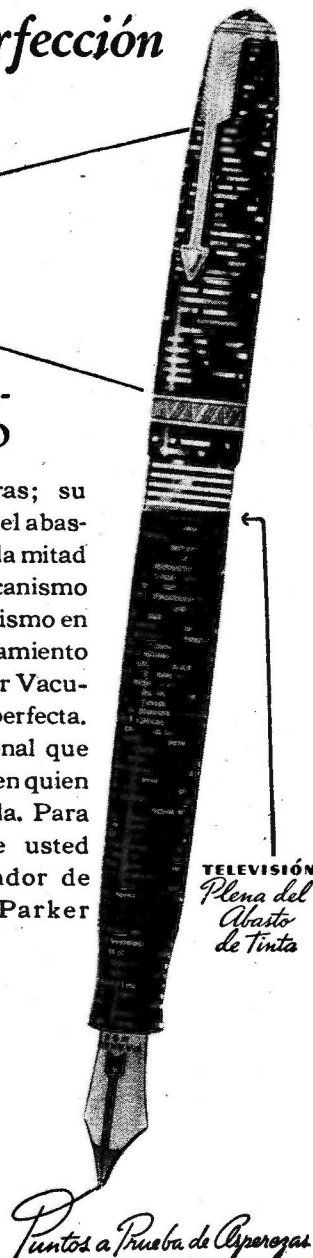 rfección
-
o
ras; su
el abas-
la mitad
canismo
ismo en
amiento
r Vacu-
perfecta.
nal que
en quien
da. Para
e usted
ador de
Parker
TELEVISIÓN
Plena del
Abasto
de Tinta
Puntos a Prueba de Asperezas